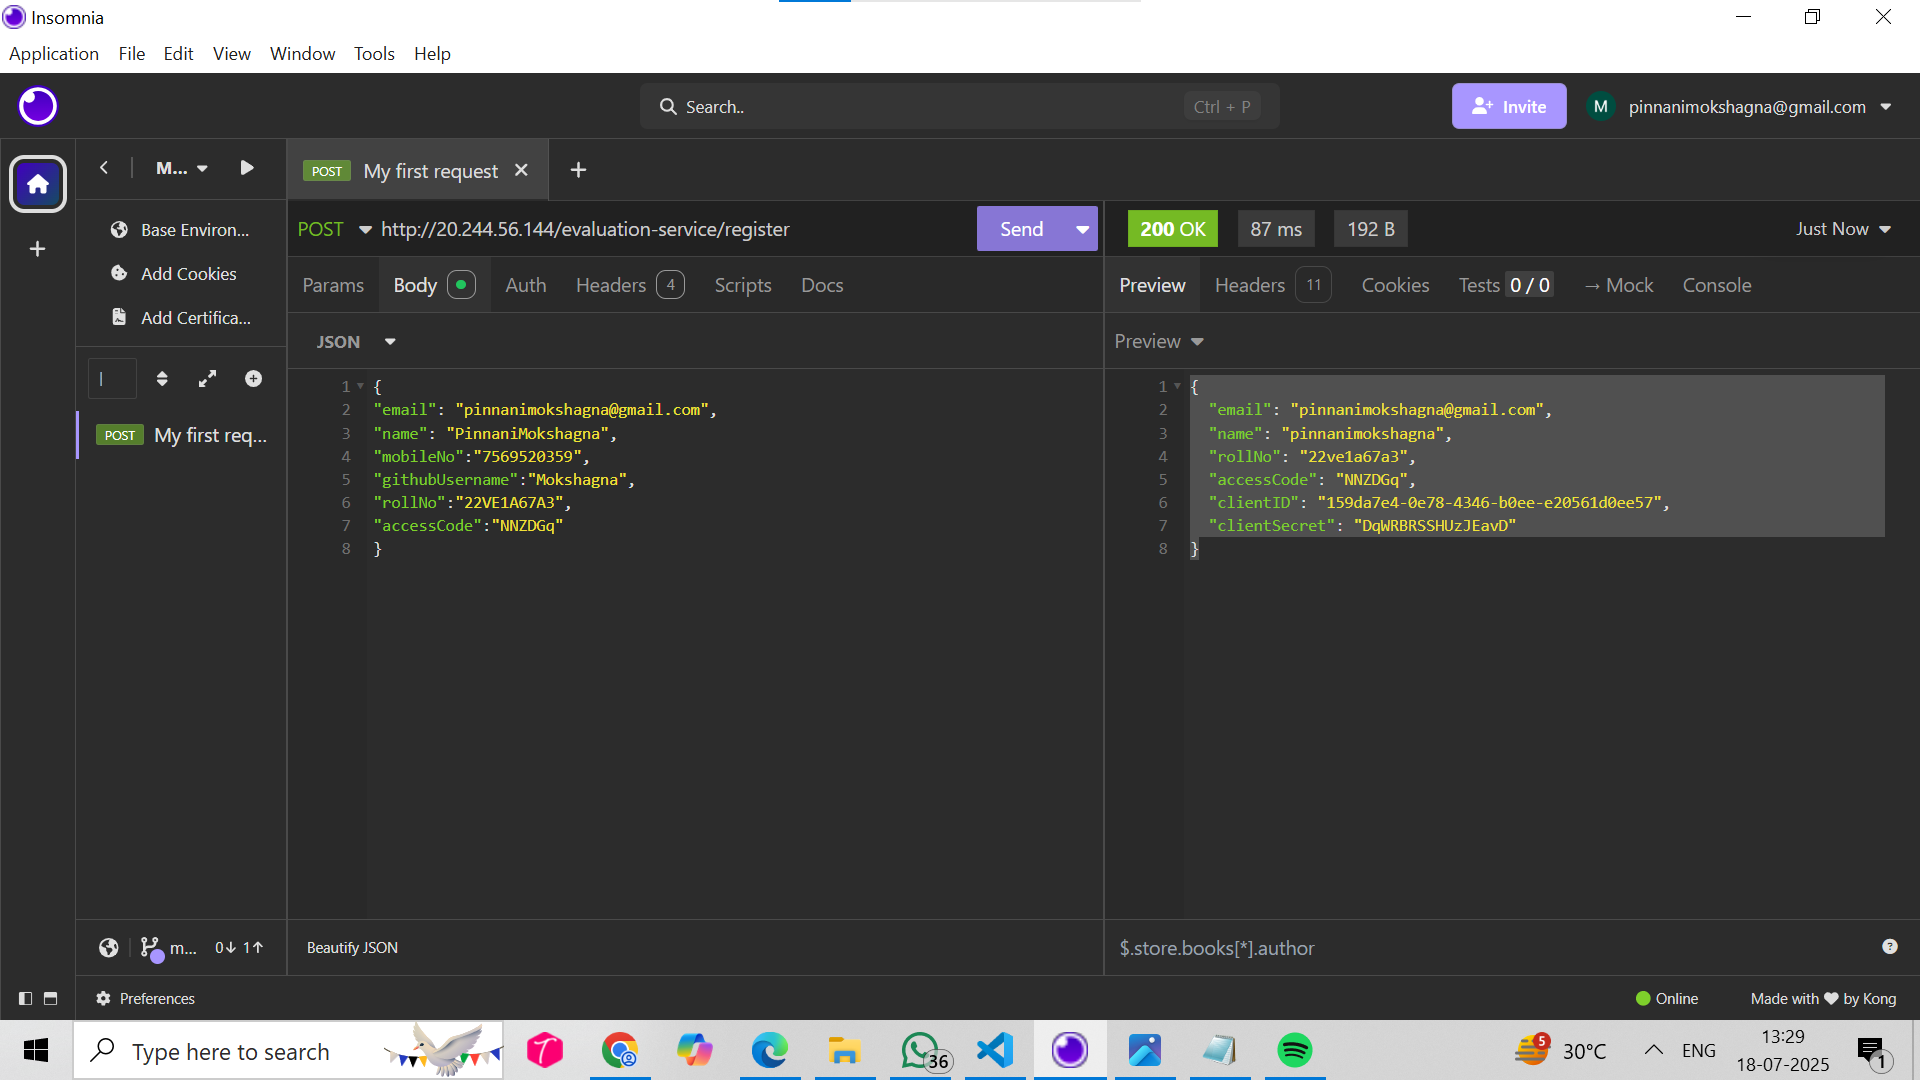 Insomnia
Application File Edit View Window Tools Help
Search.. Ctrl + P
Invite
M pinnanimokshagna@gmail.com
M...
POST My first request
Base Environ...
Add Cookies
Add Certifica...
POST My first req...
POST http://20.244.56.144/evaluation-service/register Send
Params Body Auth Headers 4 Scripts Docs
JSON
1 {
2 "email": "pinnanimokshagna@gmail.com",
3 "name": "PinnaniMokshagna",
4 "mobileNo":"7569520359",
5 "githubUsername":"Mokshagna",
6 "rollNo":"22VE1A67A3",
7 "accessCode":"NNZDGq"
8 }
200 OK 87 ms 192 B Just Now
Preview Headers 11 Cookies Tests 0 / 0 → Mock Console
Preview
1 {
2 "email": "pinnanimokshagna@gmail.com",
3 "name": "pinnanimokshagna",
4 "rollNo": "22ve1a67a3",
5 "accessCode": "NNZDGq",
6 "clientID": "159da7e4-0e78-4346-b0ee-e20561d0ee57",
7 "clientSecret": "DqWRBRSSHUzJEavD"
8 }
m... 0↓ 1↑
Beautify JSON
$.store.books[*].author
Preferences
Online
Made with ♥ by Kong
Type here to search
36
5
30°C
ENG
13:29
18-07-2025
1